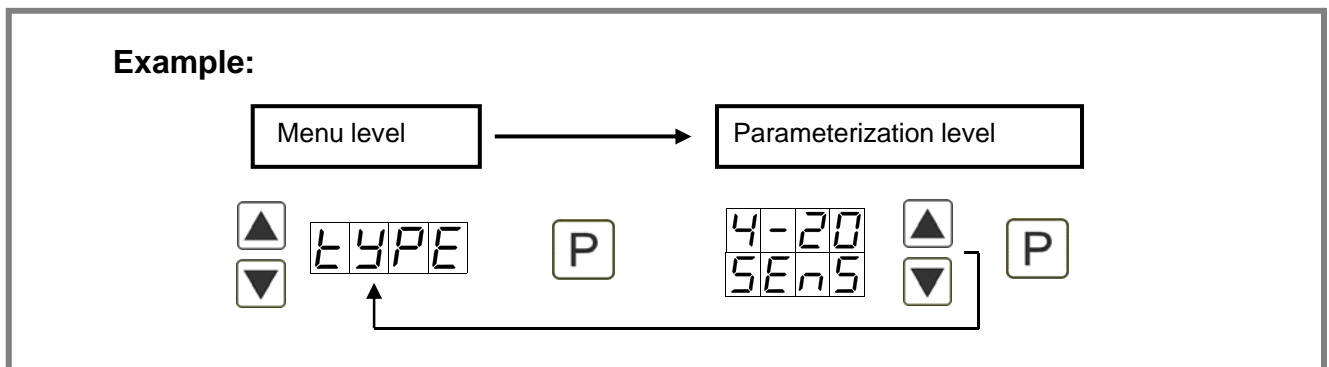 Example:
Menu level
Parameterization level
tYPE
P
4-20
SEnS
P